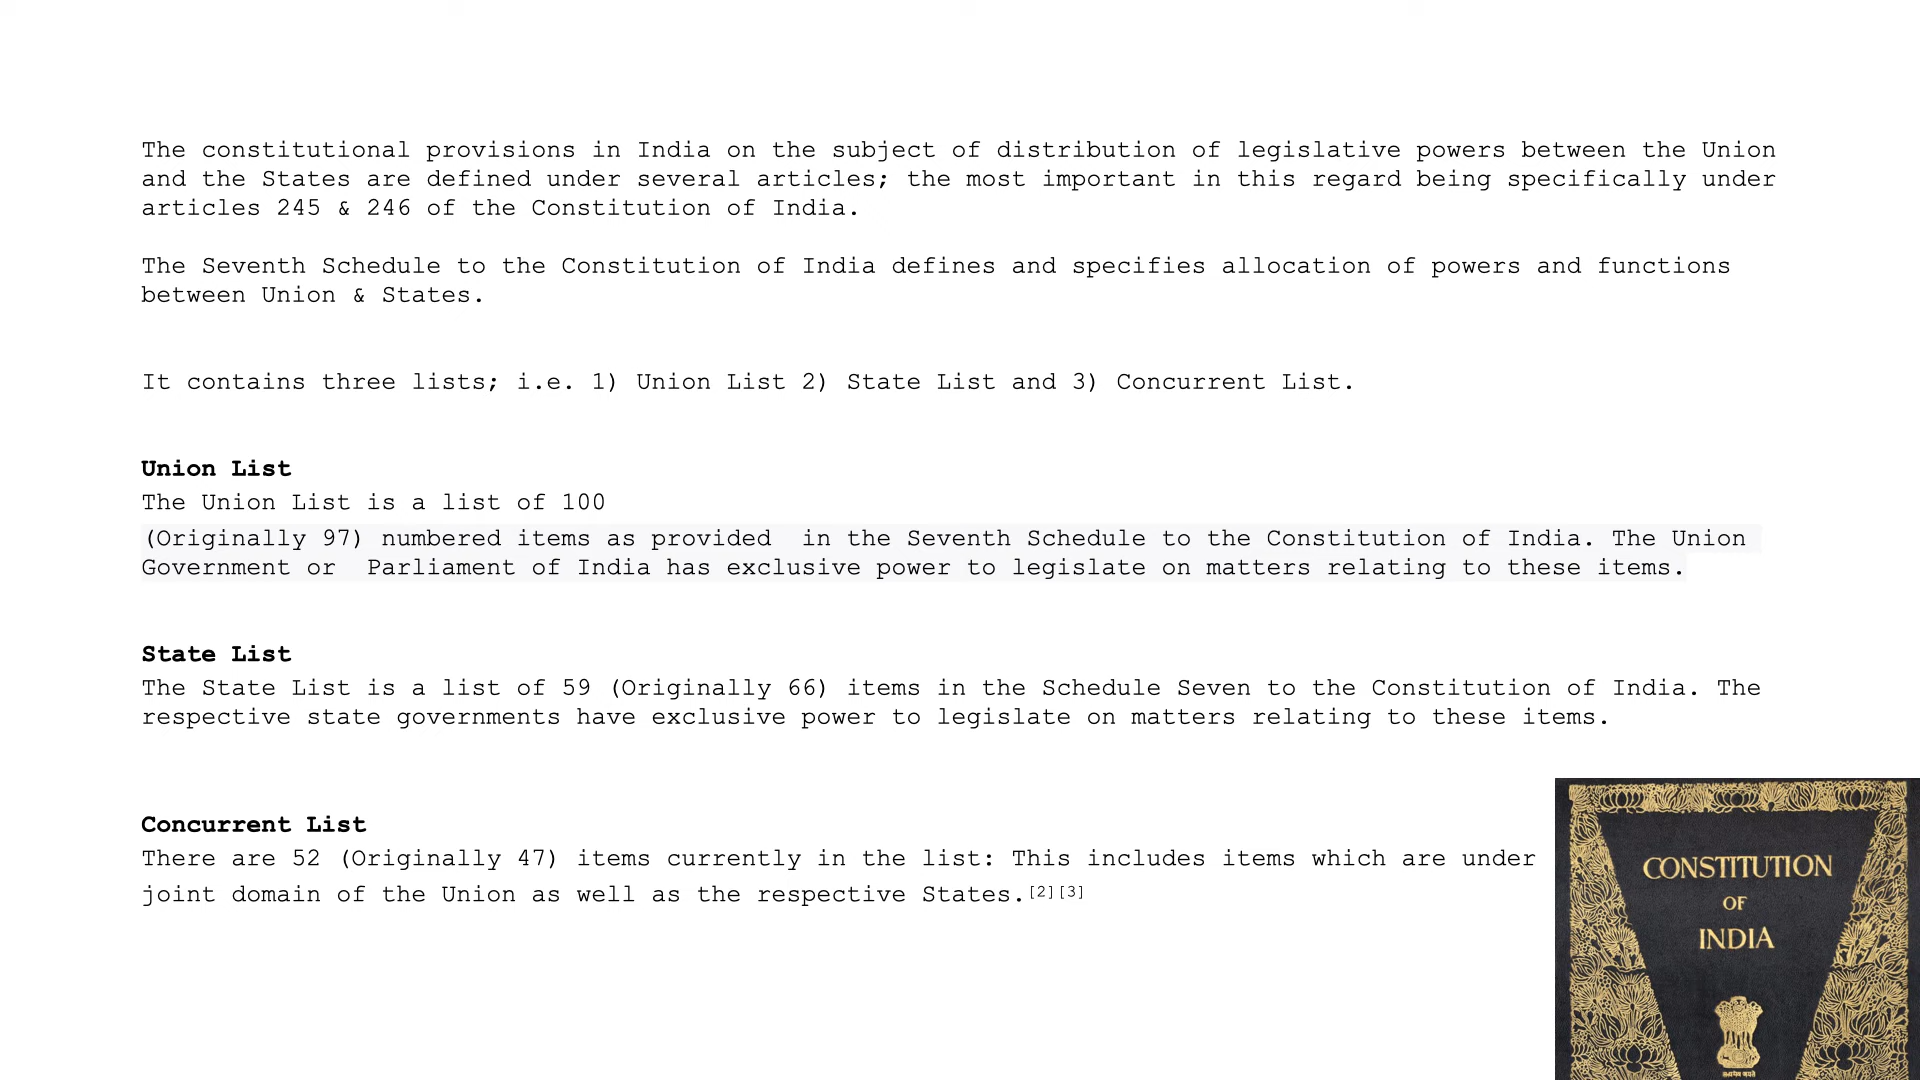 The constitutional provisions in India on the subject of distribution of legislative powers between the Union
and the States are defined under several articles; the most important in this regard being specifically under
articles 245 & 246 of the Constitution of India.
The Seventh Schedule to the Constitution of India defines and specifies allocation of powers and functions
between Union & States.
It contains three lists; i.e. 1) Union List 2) State List and 3) Concurrent List.
Union List
The Union List is a list of 100
(Originally 97) numbered items as provided  in the Seventh Schedule to the Constitution of India. The Union
Government or  Parliament of India has exclusive power to legislate on matters relating to these items.
State List
The State List is a list of 59 (Originally 66) items in the Schedule Seven to the Constitution of India. The
respective state governments have exclusive power to legislate on matters relating to these items.
Concurrent List
There are 52 (Originally 47) items currently in the list: This includes items which are under
joint domain of the Union as well as the respective States.[2][3]
CONSTITUTION
OF
INDIA
सत्यमेव जयते